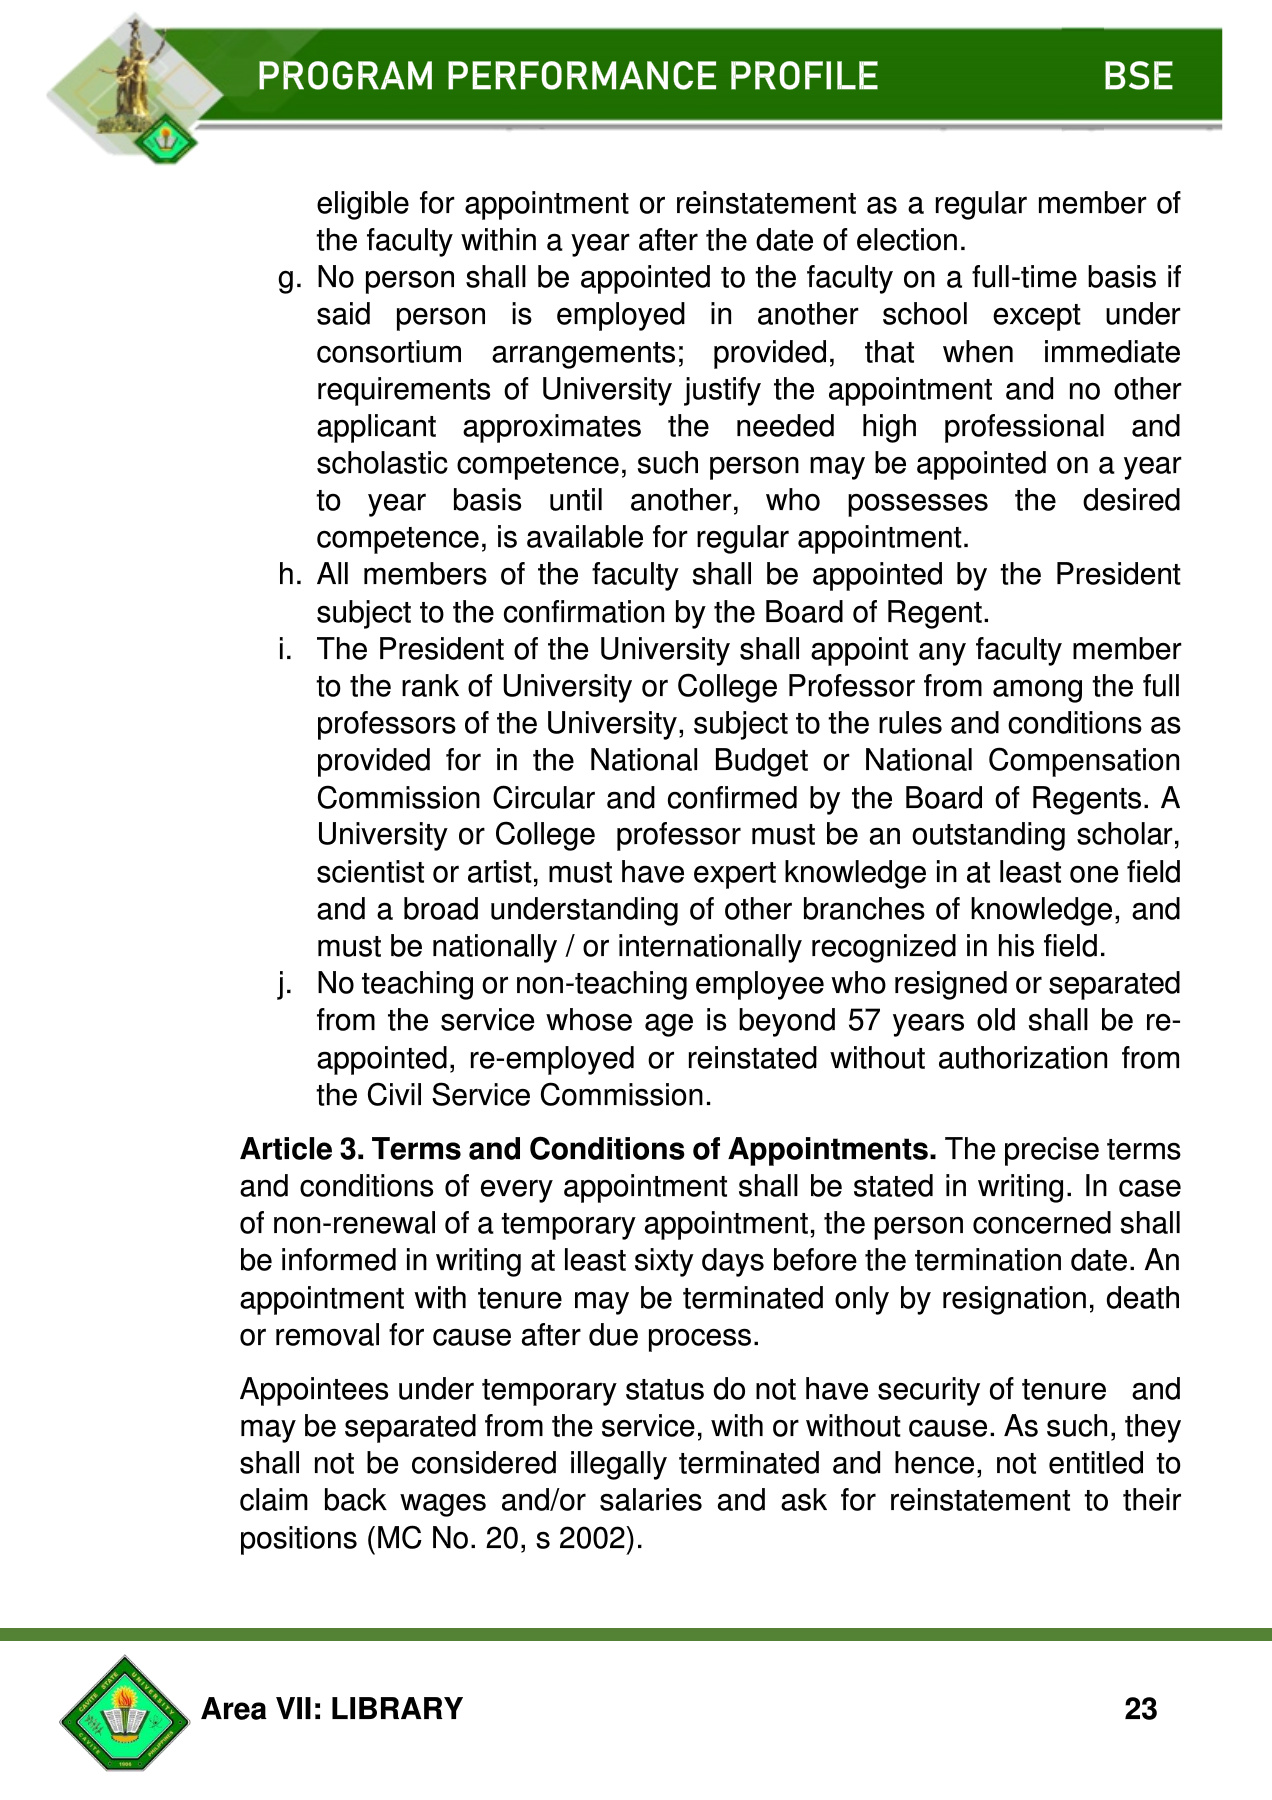 PROGRAM PERFORMANCE PROFILE BSE
eligible for appointment or reinstatement as a regular member of
the faculty within a year after the date of election.
g. No person shall be appointed to the faculty on a full-time basis if
said person is employed in another school except under
consortium arrangements; provided, that when immediate
requirements of University justify the appointment and no other
applicant approximates the needed high professional and
scholastic competence, such person may be appointed on a year
to year basis until another, who possesses the desired
competence, is available for regular appointment.
h. All members of the faculty shall be appointed by the President
subject to the confirmation by the Board of Regent.
i. The President of the University shall appoint any faculty member
to the rank of University or College Professor from among the full
professors of the University, subject to the rules and conditions as
provided for in the National Budget or National Compensation
Commission Circular and confirmed by the Board of Regents. A
University or College professor must be an outstanding scholar,
scientist or artist, must have expert knowledge in at least one field
and a broad understanding of other branches of knowledge, and
must be nationally / or internationally recognized in his field.
j. No teaching or non-teaching employee who resigned or separated
from the service whose age is beyond 57 years old shall be re-
appointed, re-employed or reinstated without authorization from
the Civil Service Commission.
Article 3. Terms and Conditions of Appointments. The precise terms
and conditions of every appointment shall be stated in writing. In case
of non-renewal of a temporary appointment, the person concerned shall
be informed in writing at least sixty days before the termination date. An
appointment with tenure may be terminated only by resignation, death
or removal for cause after due process.
Appointees under temporary status do not have security of tenure and
may be separated from the service, with or without cause. As such, they
shall not be considered illegally terminated and hence, not entitled to
claim back wages and/or salaries and ask for reinstatement to their
positions (MC No. 20, s 2002).
CAVITE STATE UNIVERSITY
CAVITE 1906 PHILIPPINES
Area VII: LIBRARY 23